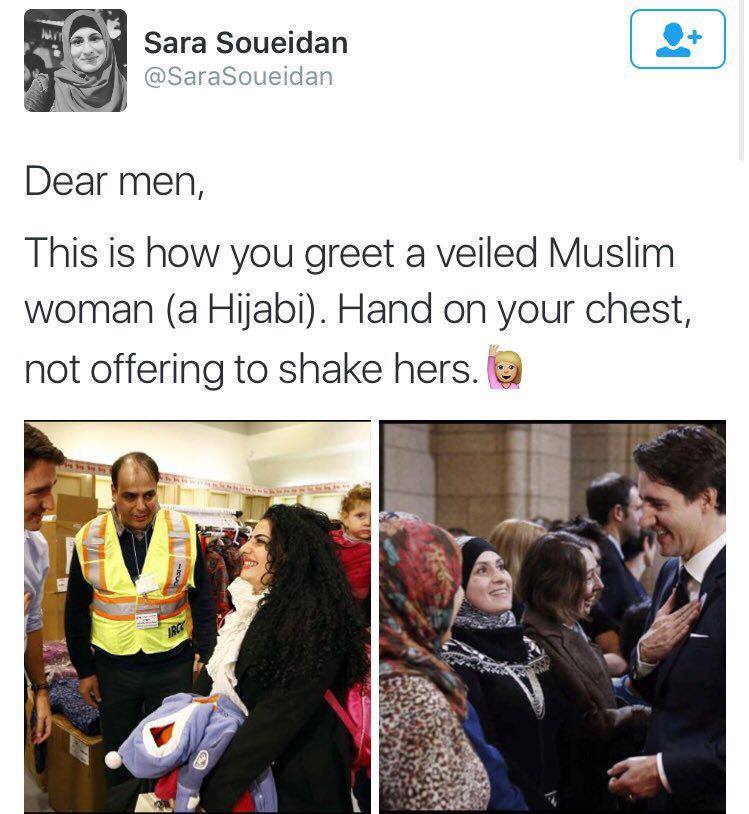 Sara Soueidan
@SaraSoueidan
Dear men,
This is how you greet a veiled Muslim
woman (a Hijabi). Hand on your chest,
not offering to shake hers. 🙋🏼
IRCC